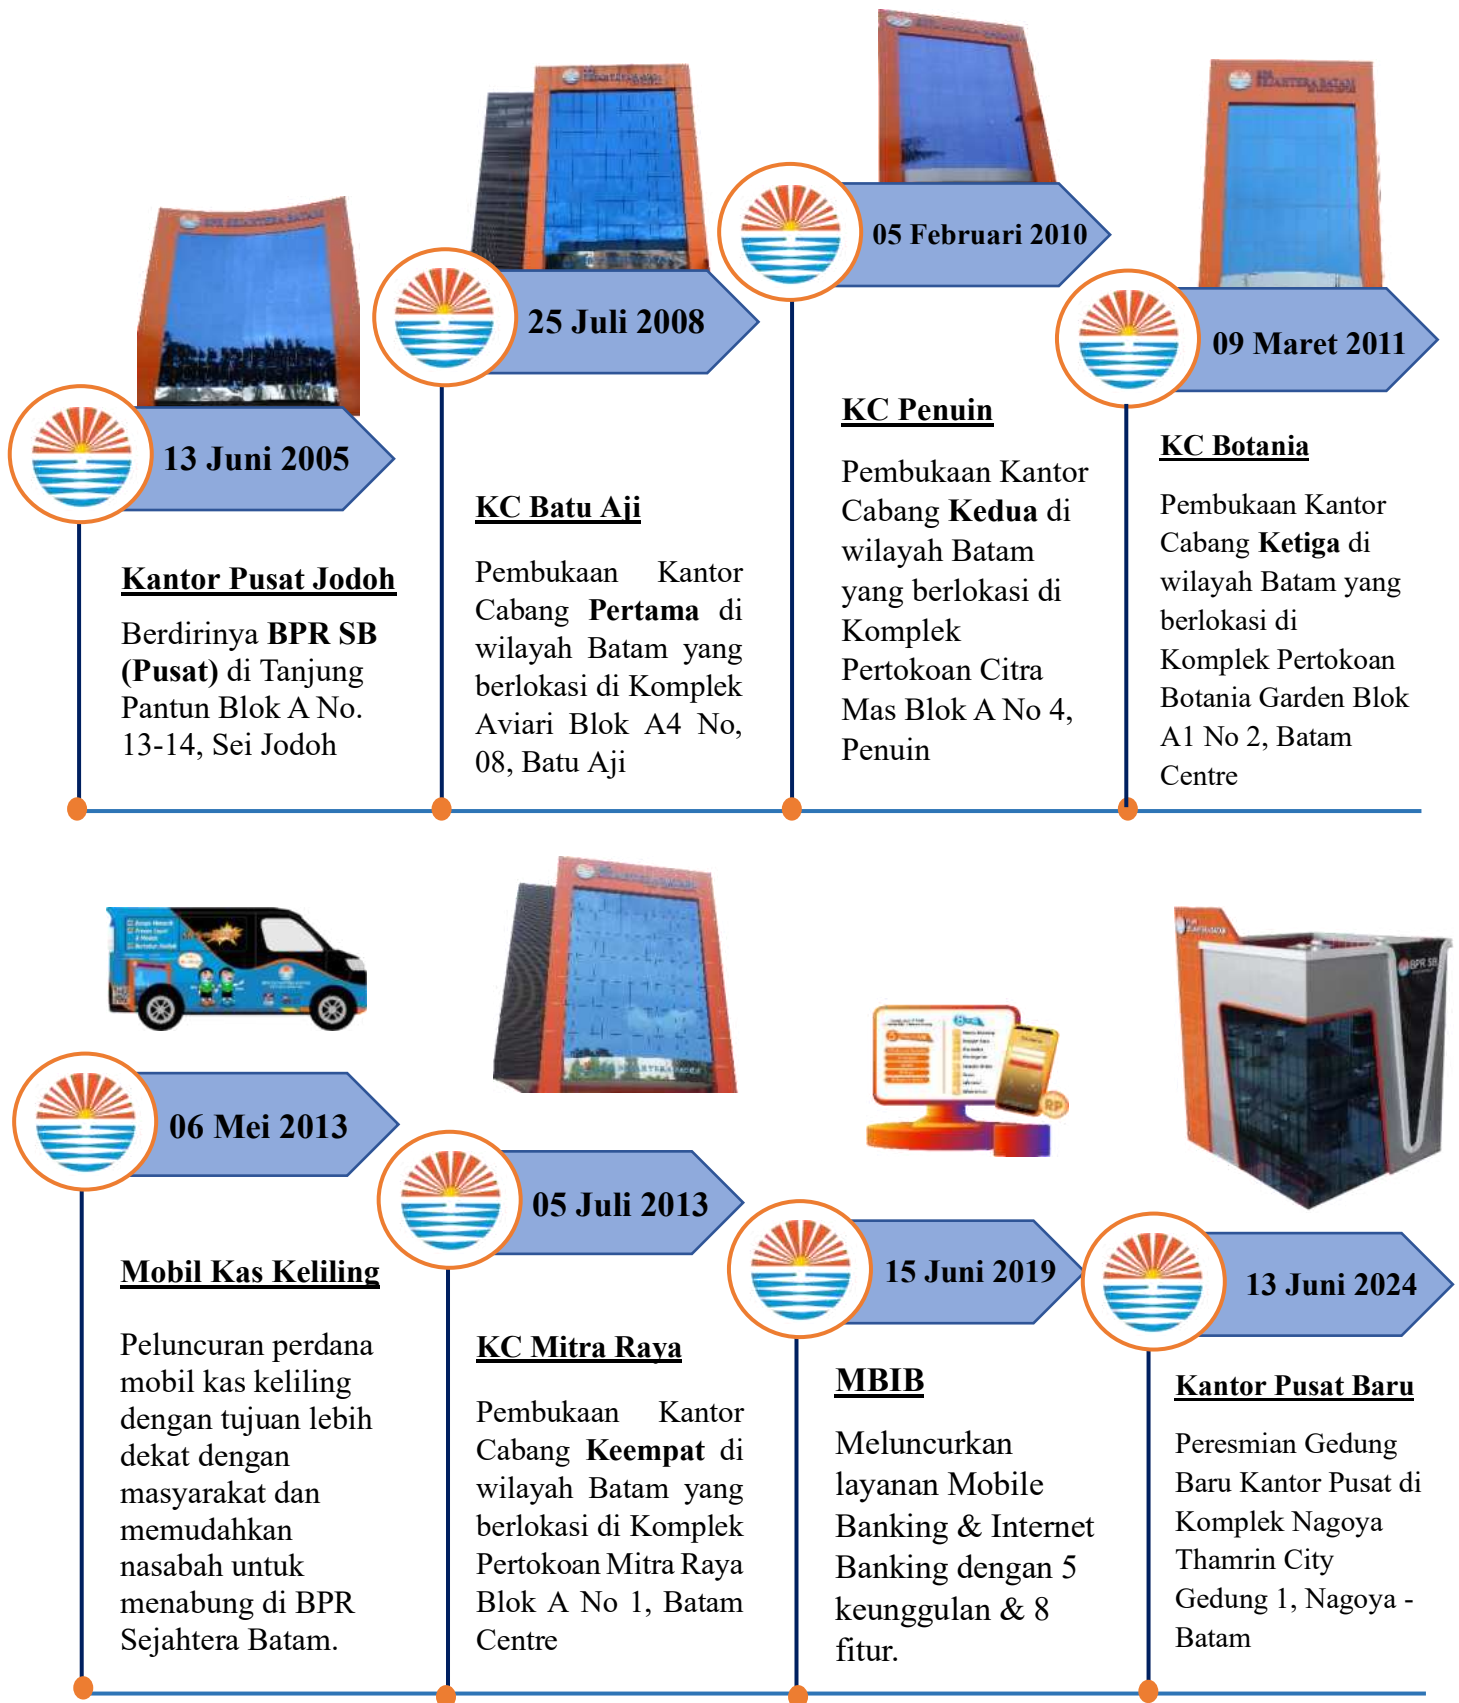 BPR SEJAHTERA BATAM
13 Juni 2005
Kantor Pusat Jodoh
Berdirinya BPR SB
(Pusat) di Tanjung
Pantun Blok A No.
13-14, Sei Jodoh
25 Juli 2008
KC Batu Aji
Pembukaan Kantor
Cabang Pertama di
wilayah Batam yang
berlokasi di Komplek
Aviari Blok A4 No,
08, Batu Aji
05 Februari 2010
KC Penuin
Pembukaan Kantor
Cabang Kedua di
wilayah Batam
yang berlokasi di
Komplek
Pertokoan Citra
Mas Blok A No 4,
Penuin
BPR
SEJAHTERA BATAM
09 Maret 2011
KC Botania
Pembukaan Kantor
Cabang Ketiga di
wilayah Batam yang
berlokasi di
Komplek Pertokoan
Botania Garden Blok
A1 No 2, Batam
Centre
06 Mei 2013
Mobil Kas Keliling
Peluncuran perdana
mobil kas keliling
dengan tujuan lebih
dekat dengan
masyarakat dan
memudahkan
nasabah untuk
menabung di BPR
Sejahtera Batam.
05 Juli 2013
KC Mitra Raya
Pembukaan Kantor
Cabang Keempat di
wilayah Batam yang
berlokasi di Komplek
Pertokoan Mitra Raya
Blok A No 1, Batam
Centre
RP
15 Juni 2019
MBIB
Meluncurkan
layanan Mobile
Banking & Internet
Banking dengan 5
keunggulan & 8
fitur.
BPR SB
13 Juni 2024
Kantor Pusat Baru
Peresmian Gedung
Baru Kantor Pusat di
Komplek Nagoya
Thamrin City
Gedung 1, Nagoya -
Batam